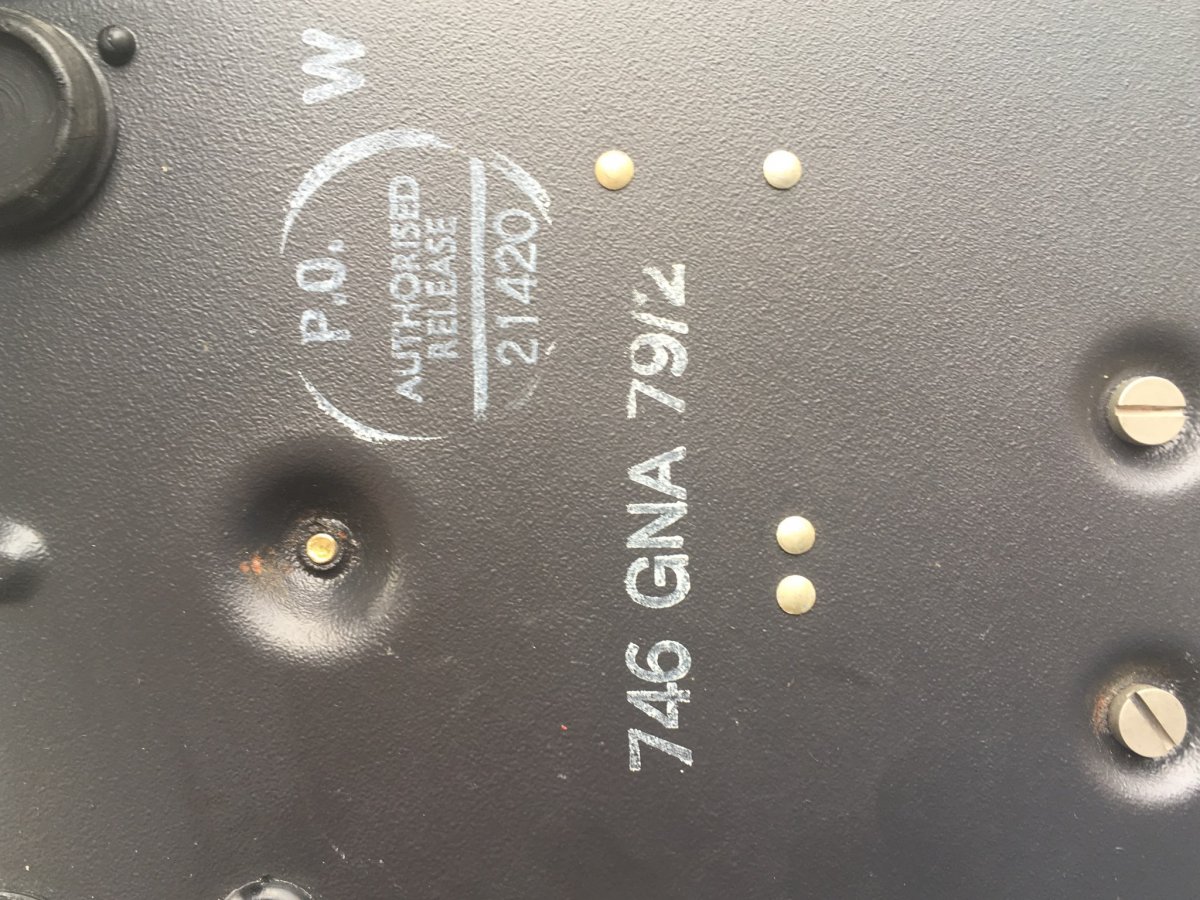 W
P.O.
AUTHORISED
RELEASE
21420
746 GNA 79/2